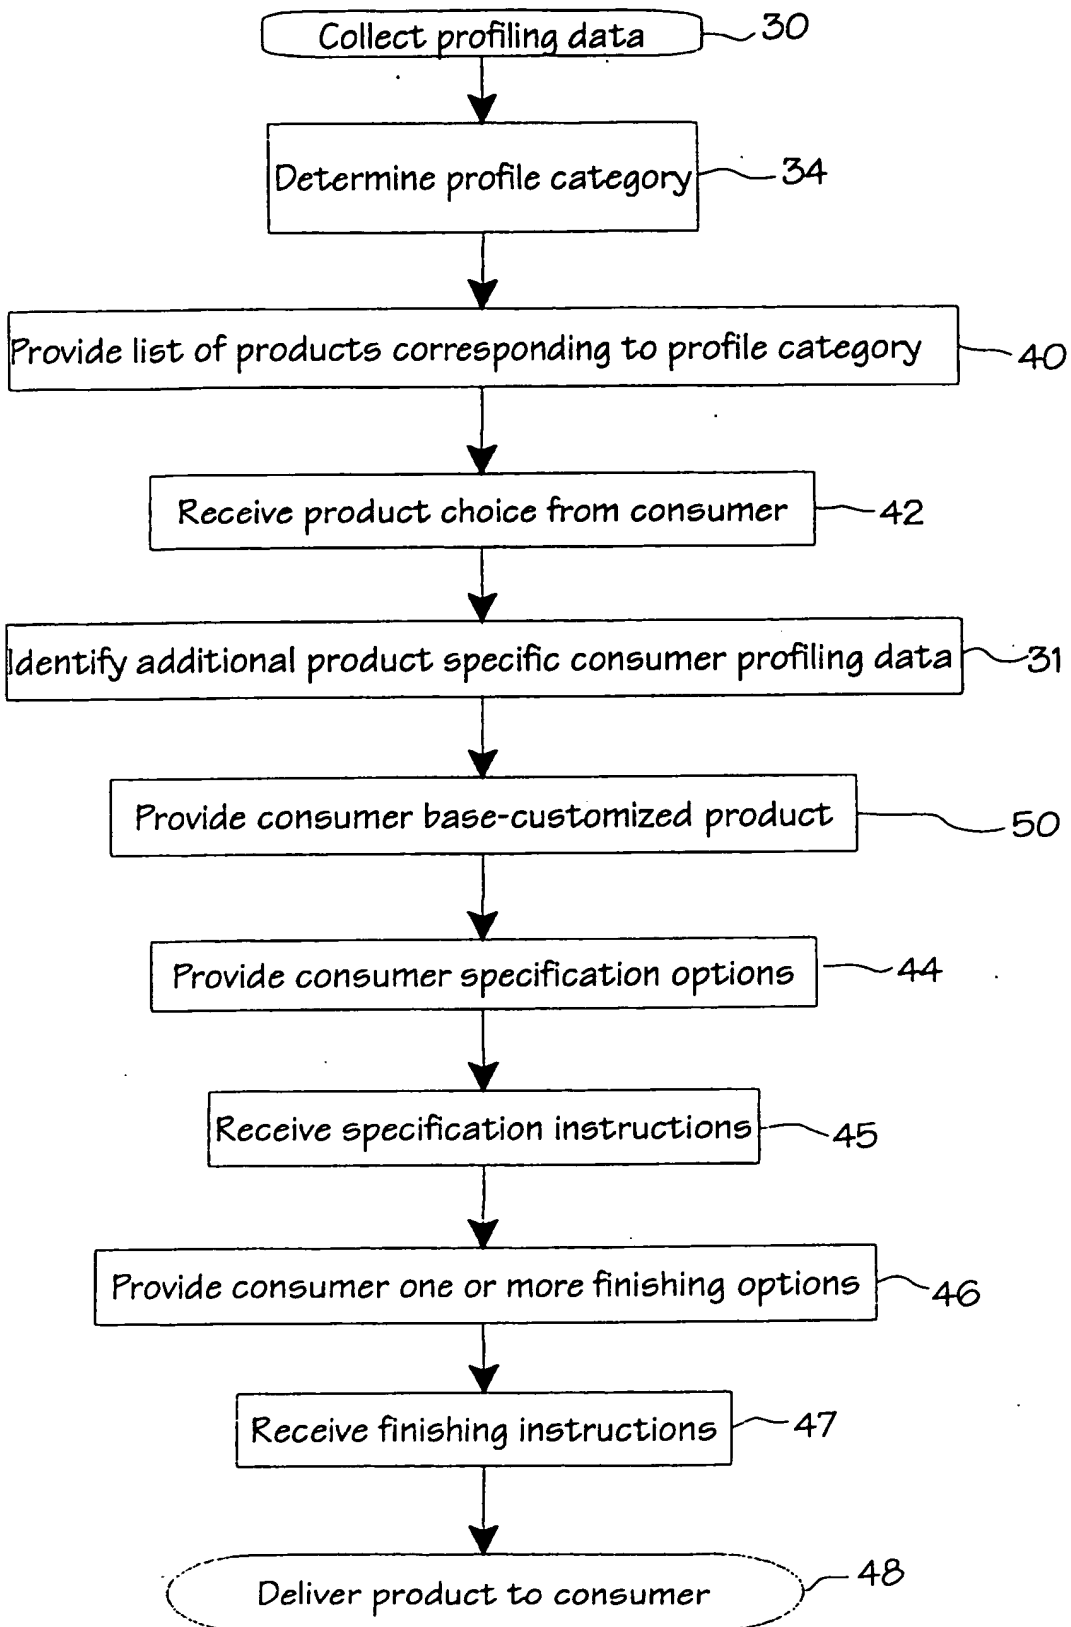 Collect profiling data 30
Determine profile category 34
Provide list of products corresponding to profile category 40
Receive product choice from consumer 42
Identify additional product specific consumer profiling data 31
Provide consumer base-customized product 50
Provide consumer specification options 44
Receive specification instructions 45
Provide consumer one or more finishing options 46
Receive finishing instructions 47
Deliver product to consumer 48